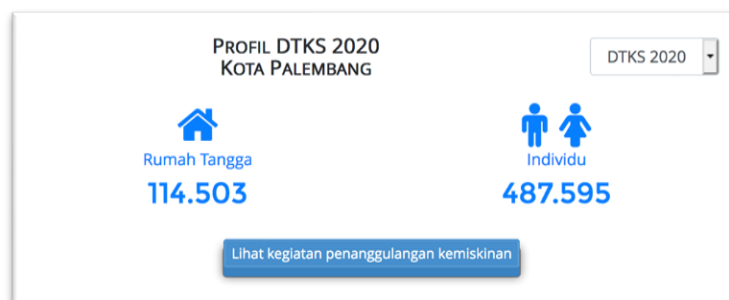 Profil DTKS 2020
Kota Palembang
DTKS 2020
Rumah Tangga
114.503
Individu
487.595
Lihat kegiatan penanggulangan kemiskinan